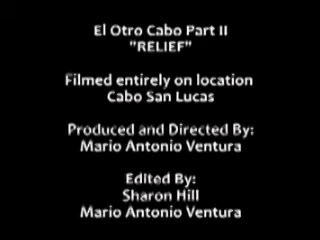 El Otro Cabo Part II
"RELIEF"
Filmed entirely on location
Cabo San Lucas
Produced and Directed By:
Mario Antonio Ventura
Edited By:
Sharon Hill
Mario Antonio Ventura